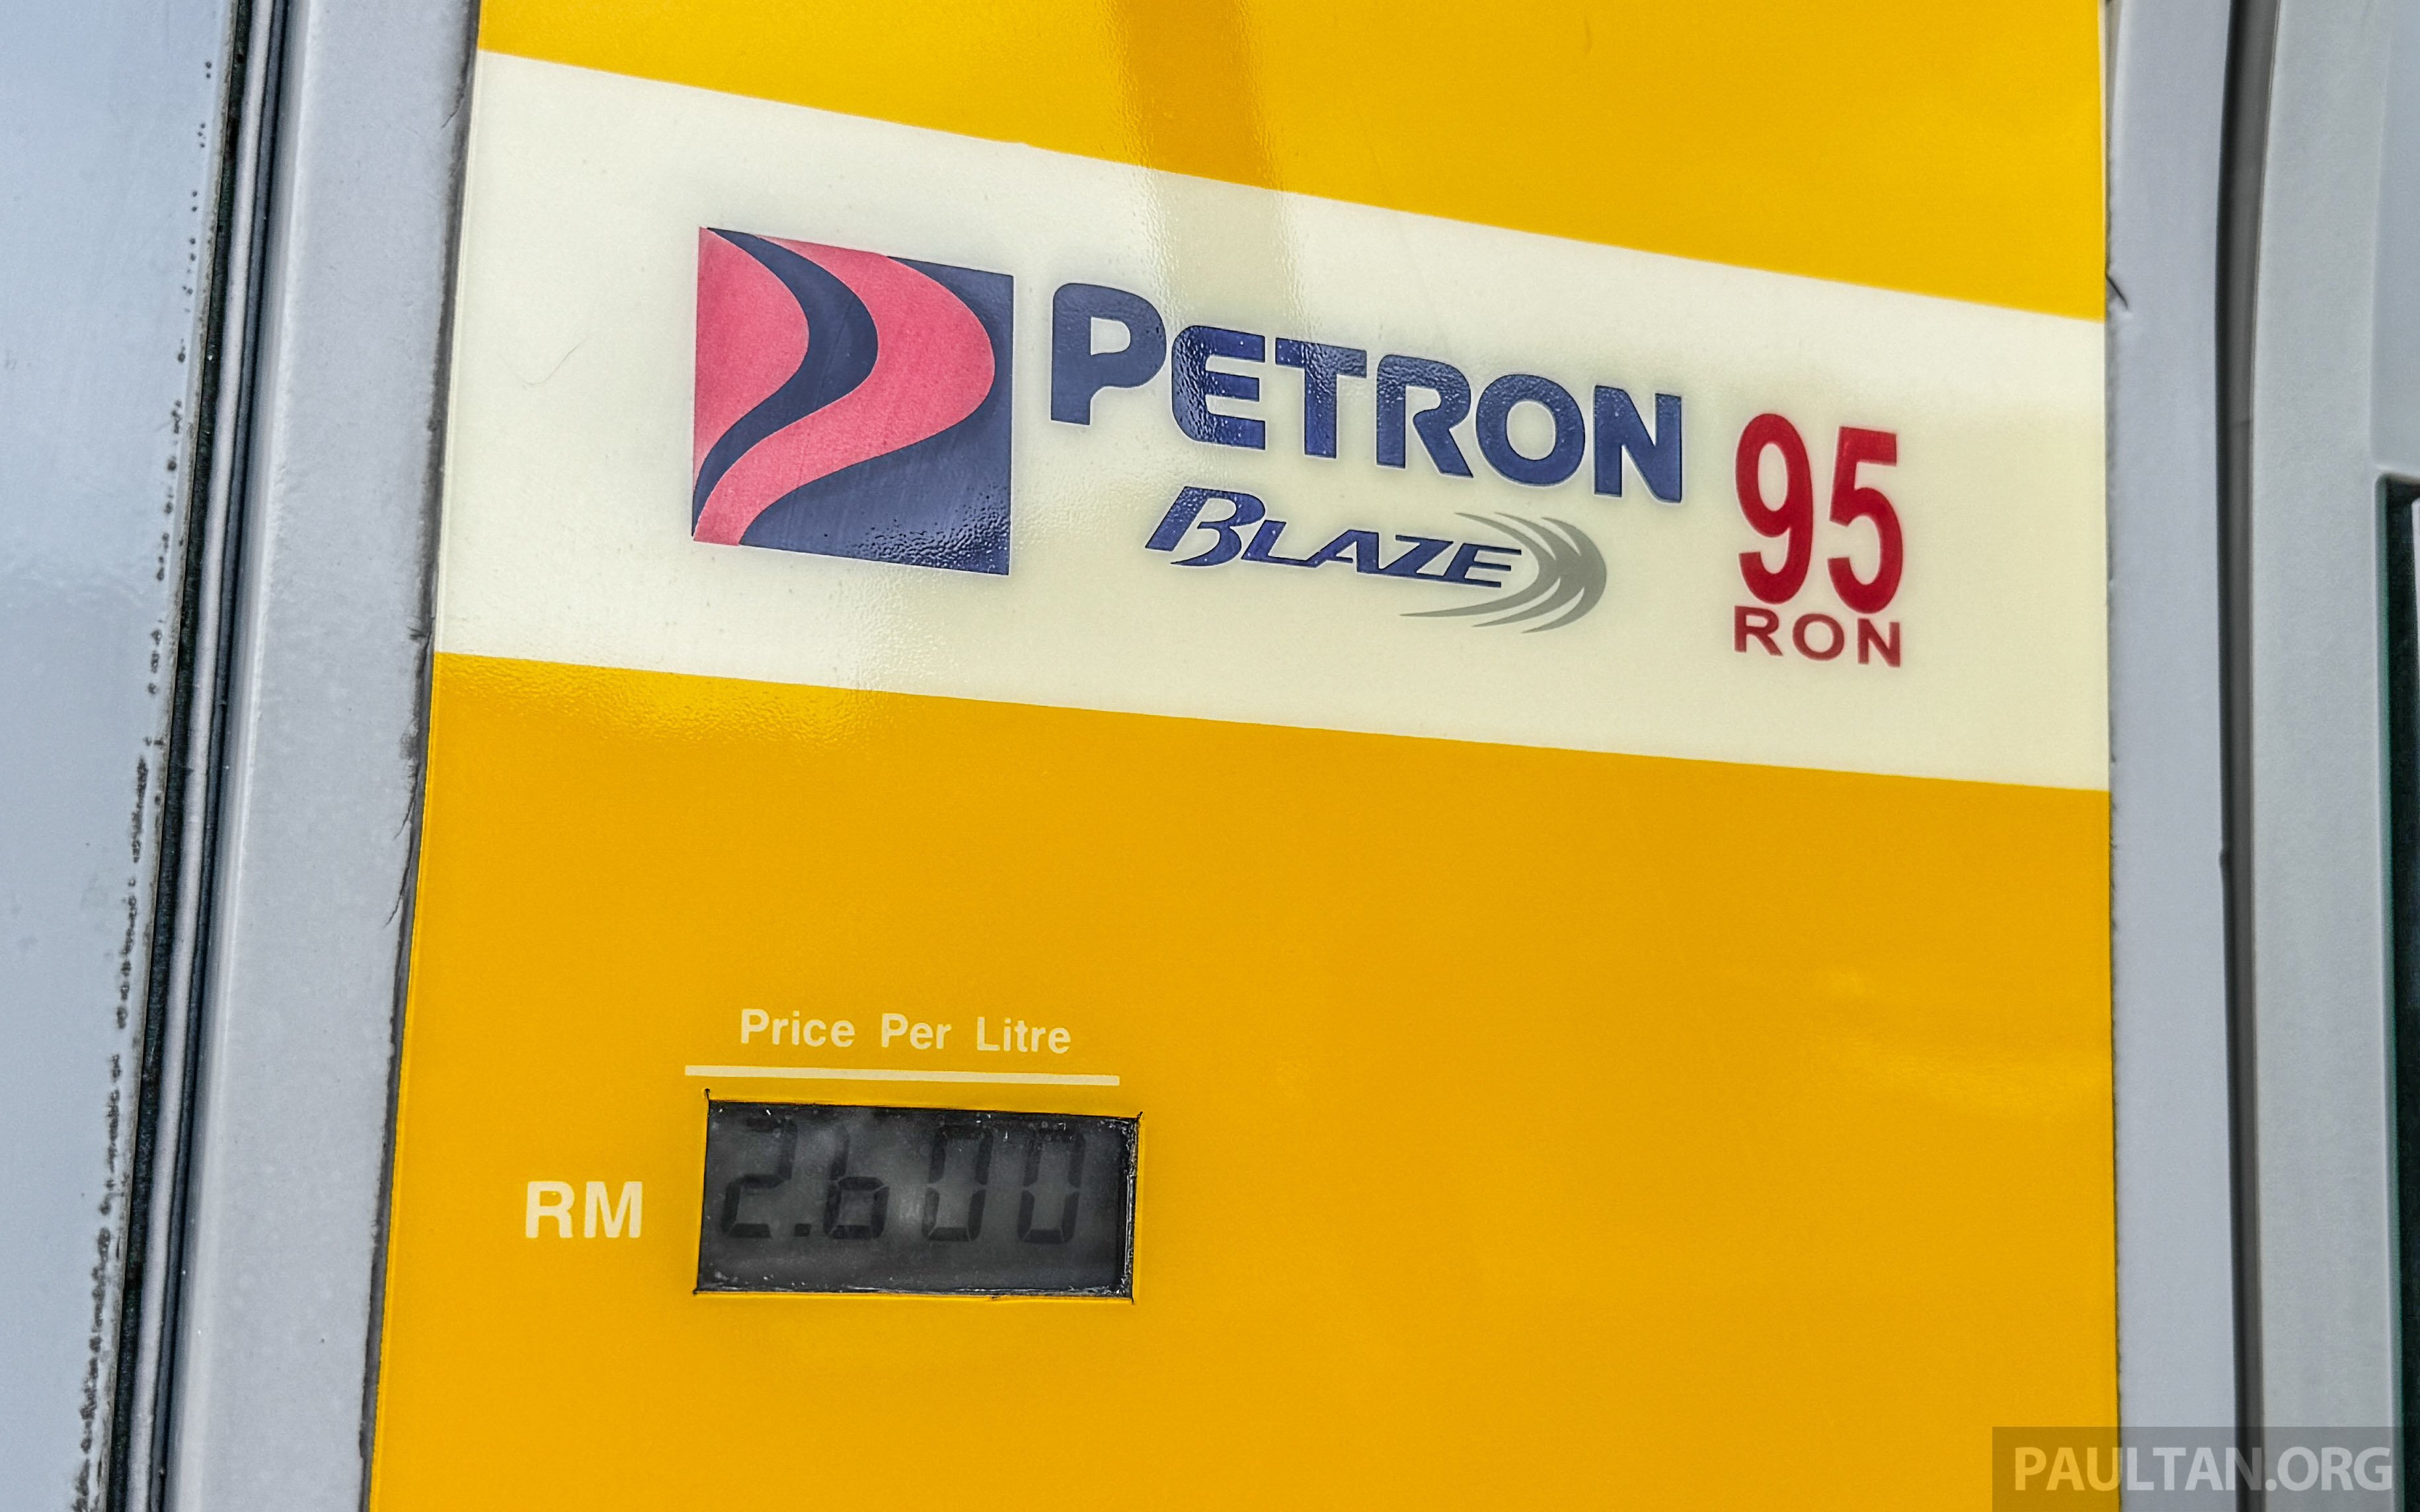 PETRON
BLAZE
95
RON
Price Per Litre
RM 2.600
PAULTAN.ORG